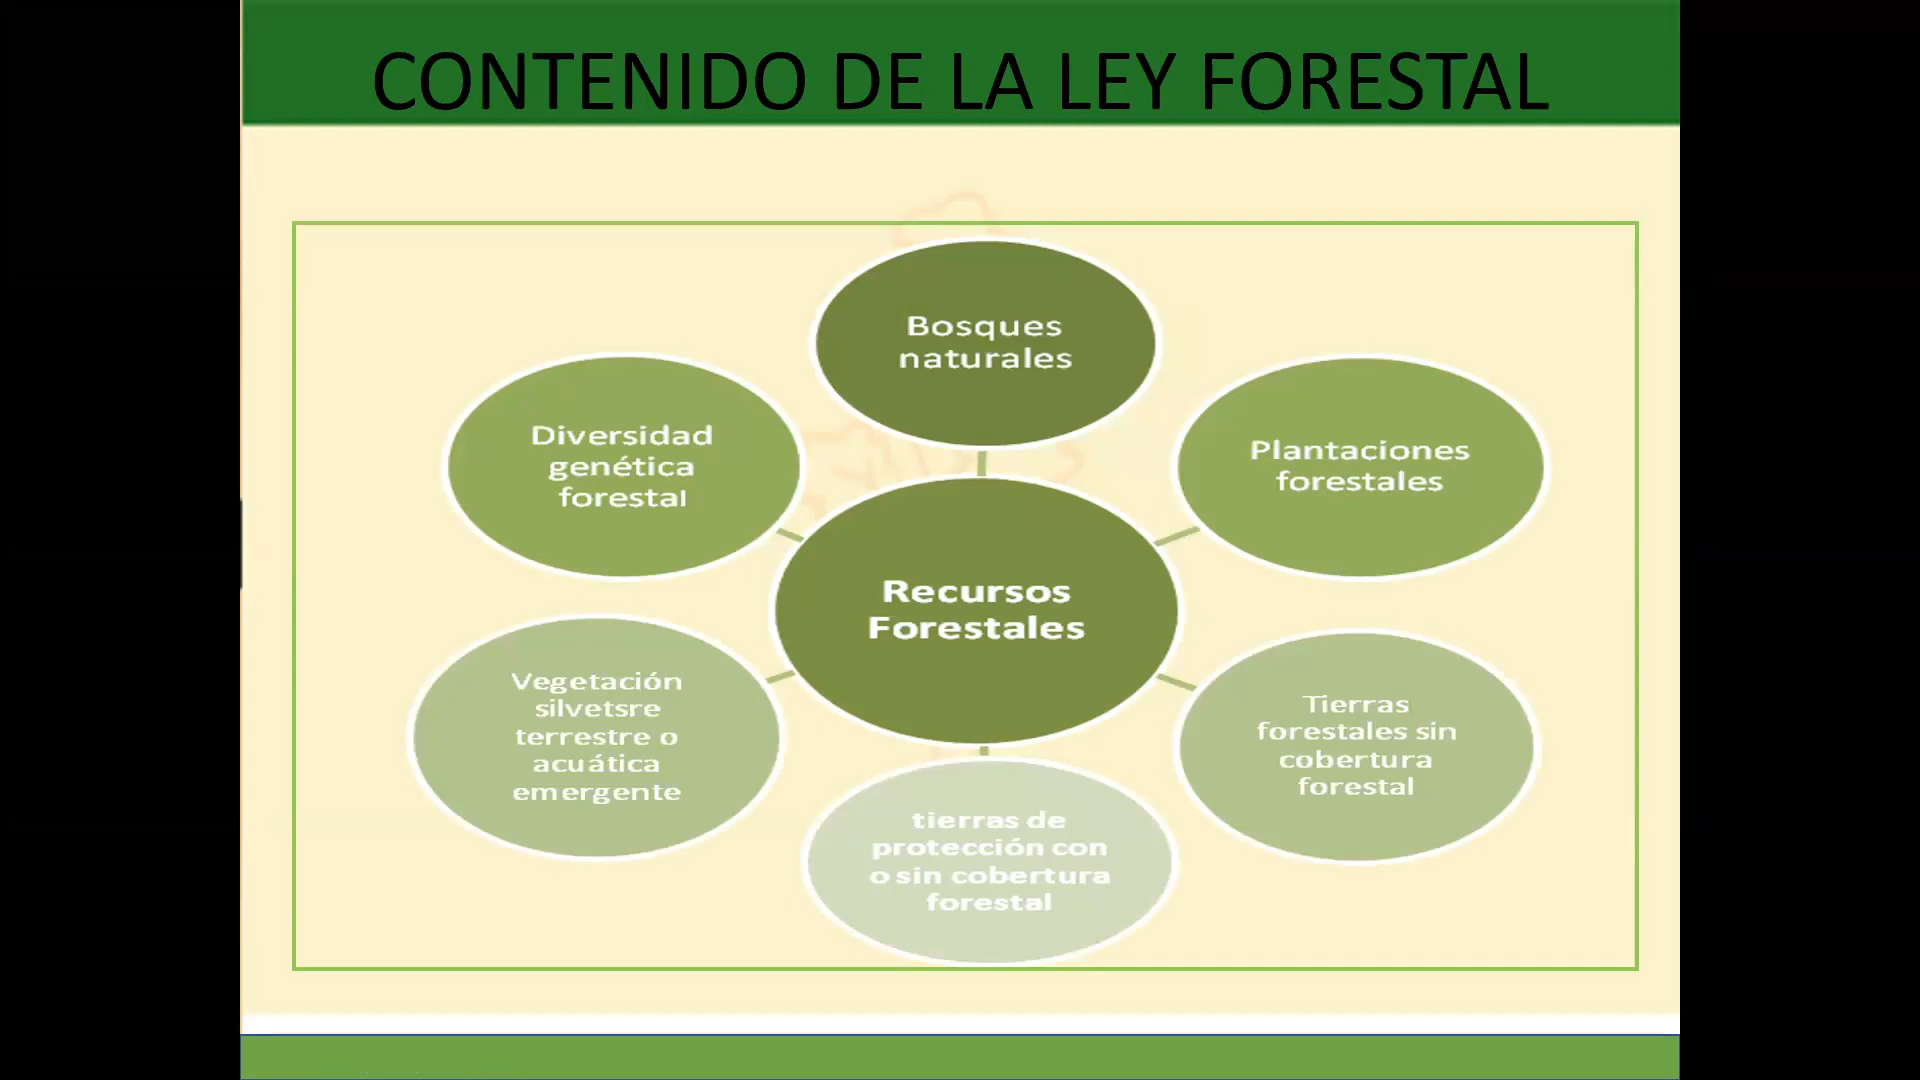 CONTENIDO DE LA LEY FORESTAL
Bosques
naturales
Diversidad
genética
forestal
Plantaciones
forestales
Recursos
Forestales
Vegetación
silvetsre
terrestre o
acuática
emergente
Tierras
forestales sin
cobertura
forestal
tierras de
protección con
o sin cobertura
forestal